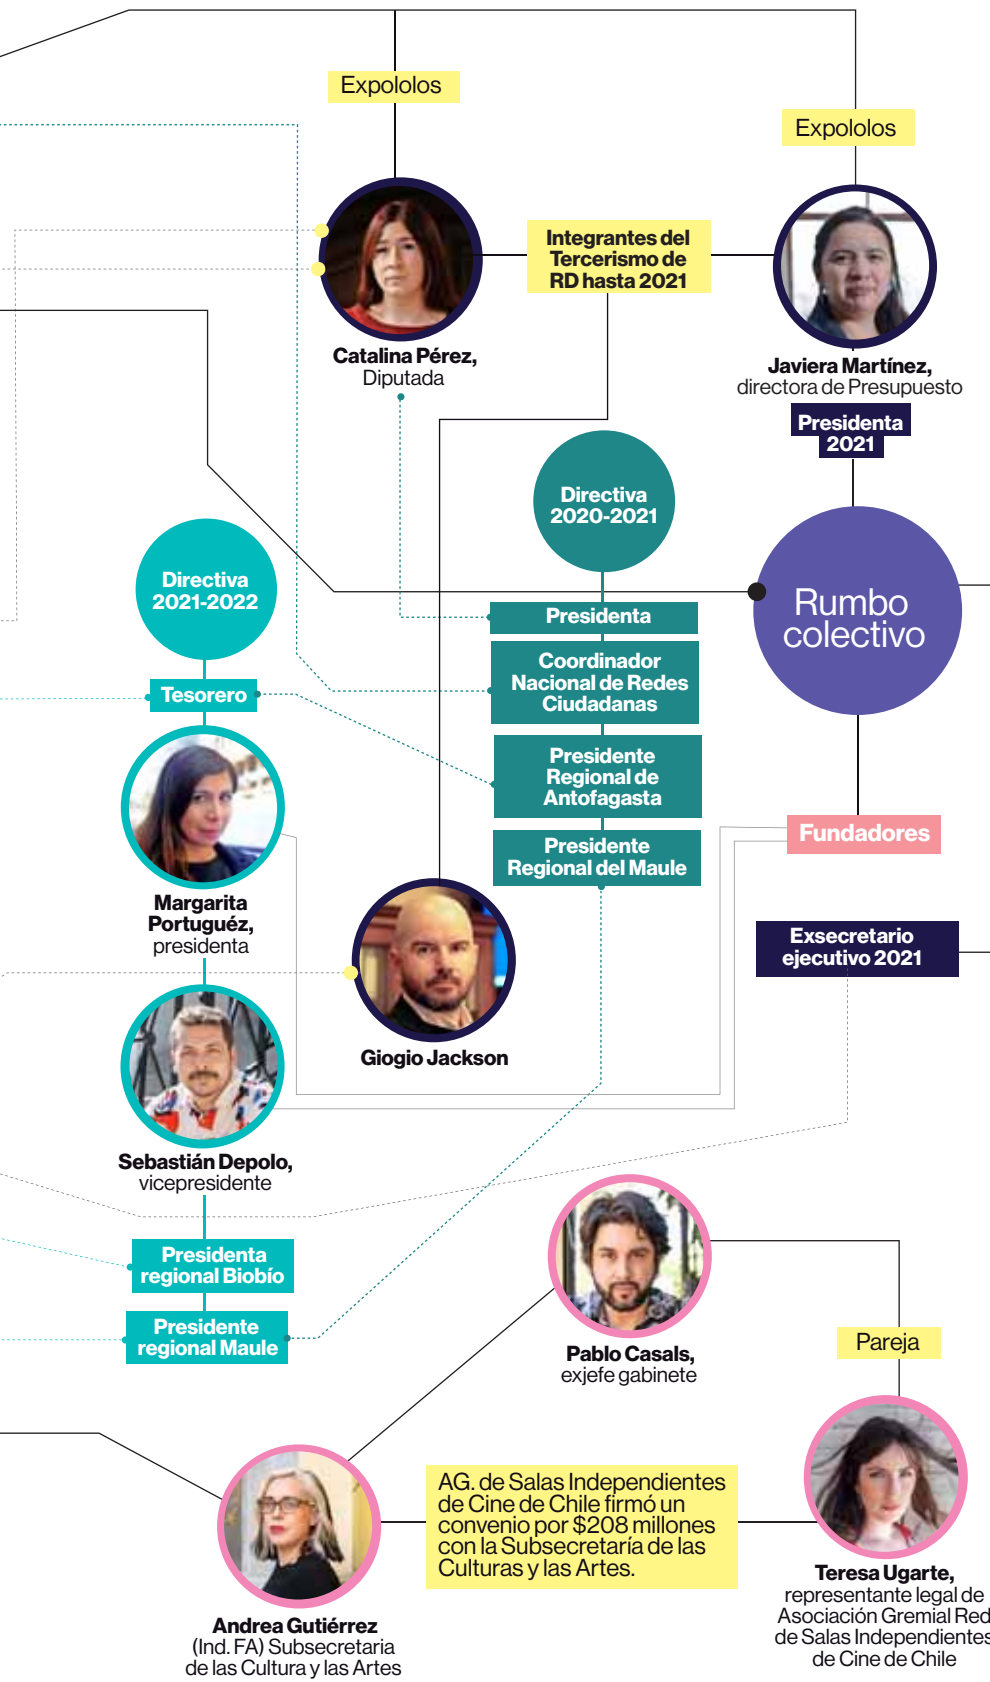 Expololos
Expololos
Integrantes del
Tercerismo de
RD hasta 2021
Catalina Pérez,
Diputada
Javiera Martínez,
directora de Presupuesto
Presidenta
2021
Directiva
2020-2021
Directiva
2021-2022
Rumbo
colectivo
Presidenta
Coordinador
Nacional de Redes
Ciudadanas
Tesorero
Presidente
Regional de
Antofagasta
Presidente
Regional del Maule
Fundadores
Margarita
Portuguéz,
presidenta
Exsecretario
ejecutivo 2021
Giogio Jackson
Sebastián Depolo,
vicepresidente
Presidenta
regional Biobío
Presidente
regional Maule
Pablo Casals,
exjefe gabinete
Pareja
AG. de Salas Independientes
de Cine de Chile firmó un
convenio por $208 millones
con la Subsecretaría de las
Culturas y las Artes.
Teresa Ugarte,
representante legal de
Asociación Gremial Red
de Salas Independientes
de Cine de Chile
Andrea Gutiérrez
(Ind. FA) Subsecretaria
de las Cultura y las Artes